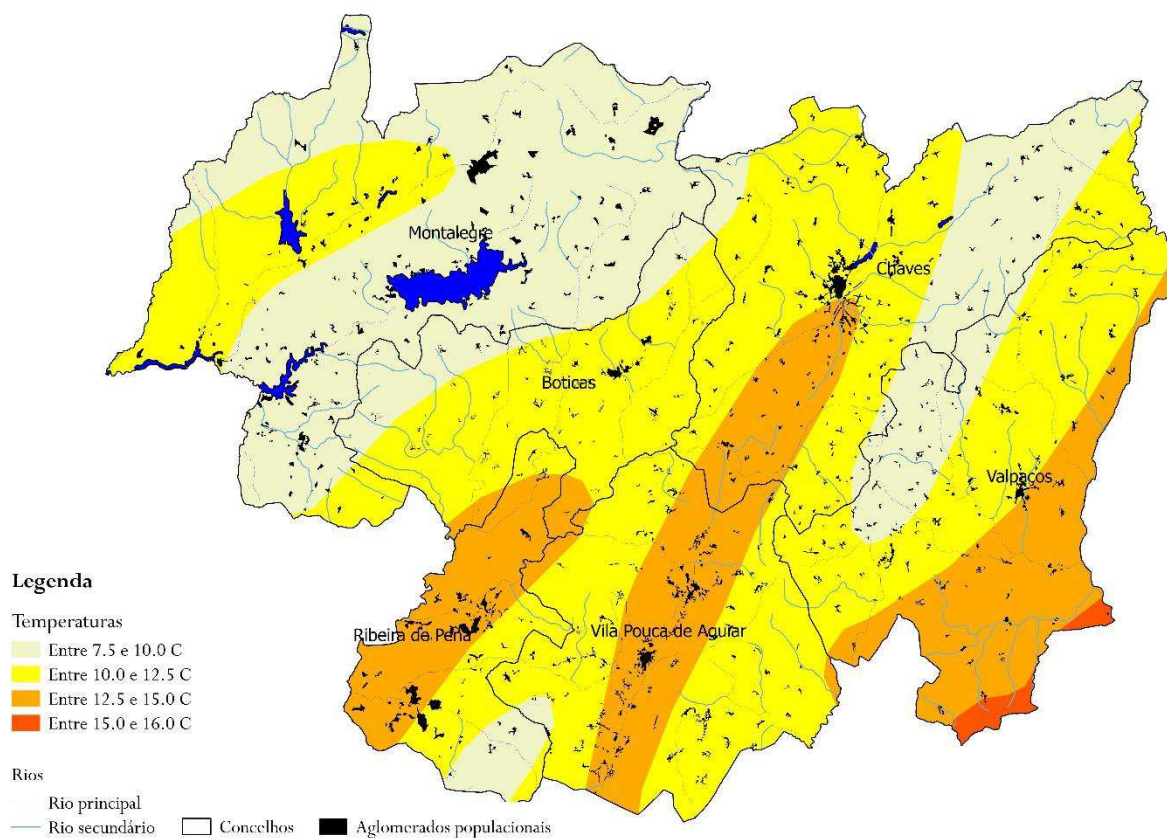 Montalegre
Chaves
Boticas
Valpaços
Ribeira de Pena
Vila Pouca de Aguiar
Legenda
Temperaturas
Entre 7.5 e 10.0 C
Entre 10.0 e 12.5 C
Entre 12.5 e 15.0 C
Entre 15.0 e 16.0 C
Rios
Rio principal
Rio secundário
Concelhos
Aglomerados populacionais